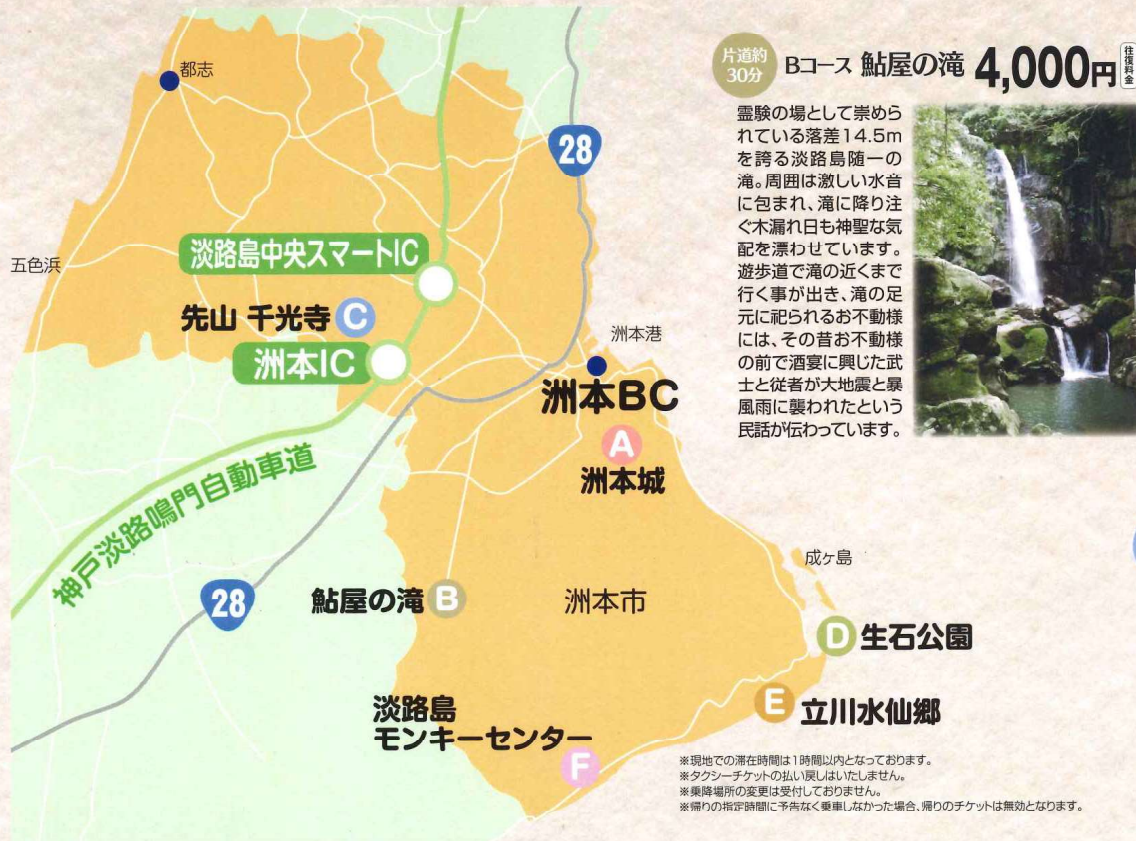 都志
28
片道約
30分
Bコース 鮎屋の滝 4,000円 往復料金
霊験の場として崇めら
れている落差14.5m
を誇る淡路島随一の
滝。周囲は激しい水音
に包まれ、滝に降り注
ぐ木漏れ日も神聖な気
配を漂わせています。
遊歩道で滝の近くまで
行く事が出き、滝の足
元に祀られるお不動様
には、その昔お不動様
の前で酒宴に興じた武
士と従者が大地震と暴
風雨に襲われたという
民話が伝わっています。
淡路島中央スマートIC
五色浜
先山 千光寺 C
洲本IC
洲本港
洲本BC
A
洲本城
神戸淡路鳴門自動車道
成ヶ島
28
鮎屋の滝 B
洲本市
D 生石公園
E 立川水仙郷
淡路島
モンキーセンター
F
※現地での滞在時間は1時間以内となっております。
※タクシーチケットの払い戻しはいたしません。
※乗降場所の変更は受付しておりません。
※帰りの指定時間に予告なく乗車しなかった場合、帰りのチケットは無効となります。